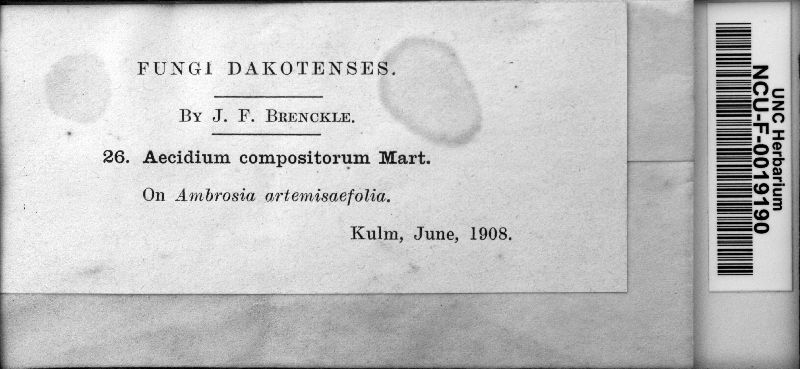 FUNGI DAKOTENSES.
By J. F. Brenckle.
26. Aecidium compositorum Mart.
On Ambrosia artemisaefolia.
Kulm, June, 1908.
UNC Herbarium
NCU-F-0019190